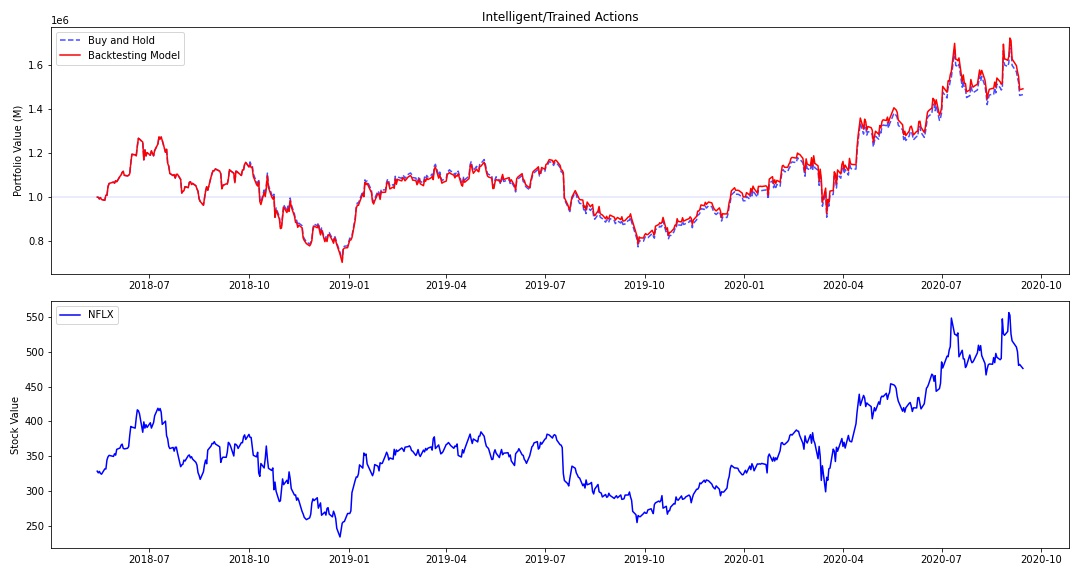 Intelligent/Trained Actions
1e6
Buy and Hold
Backtesting Model
Portfolio Value (M)
1.6
1.4
1.2
1.0
0.8
2018-07 2018-10 2019-01 2019-04 2019-07 2019-10 2020-01 2020-04 2020-07 2020-10
NFLX
Stock Value
550
500
450
400
350
300
250
2018-07 2018-10 2019-01 2019-04 2019-07 2019-10 2020-01 2020-04 2020-07 2020-10